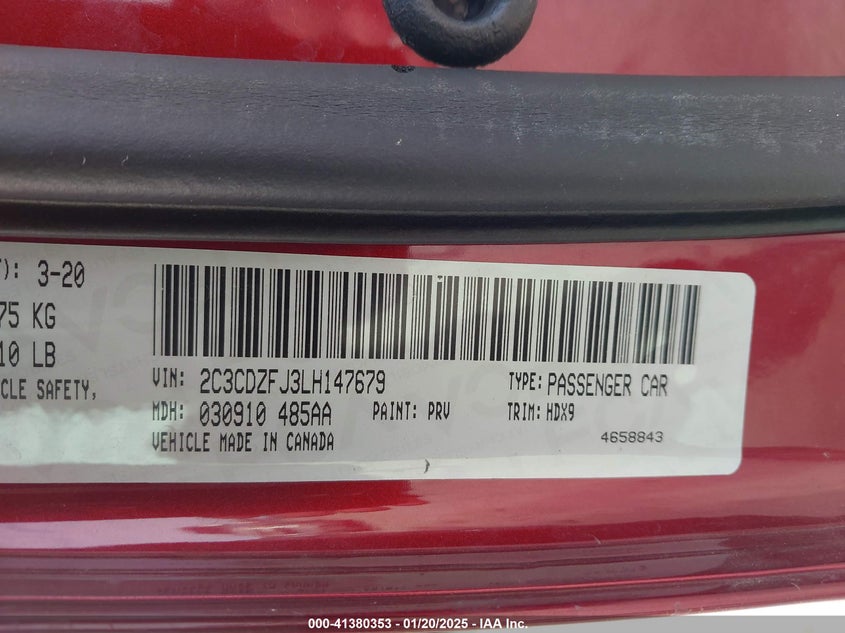 T): 3-20
75 KG
10 LB
CLE SAFETY,
VIN: 2C3CDZFJ3LH147679 TYPE: PASSENGER CAR
MDH: 030910 485AA PAINT: PRV TRIM: HDX9
VEHICLE MADE IN CANADA 4658843
000-41380353 - 01/20/2025 - IAA Inc.